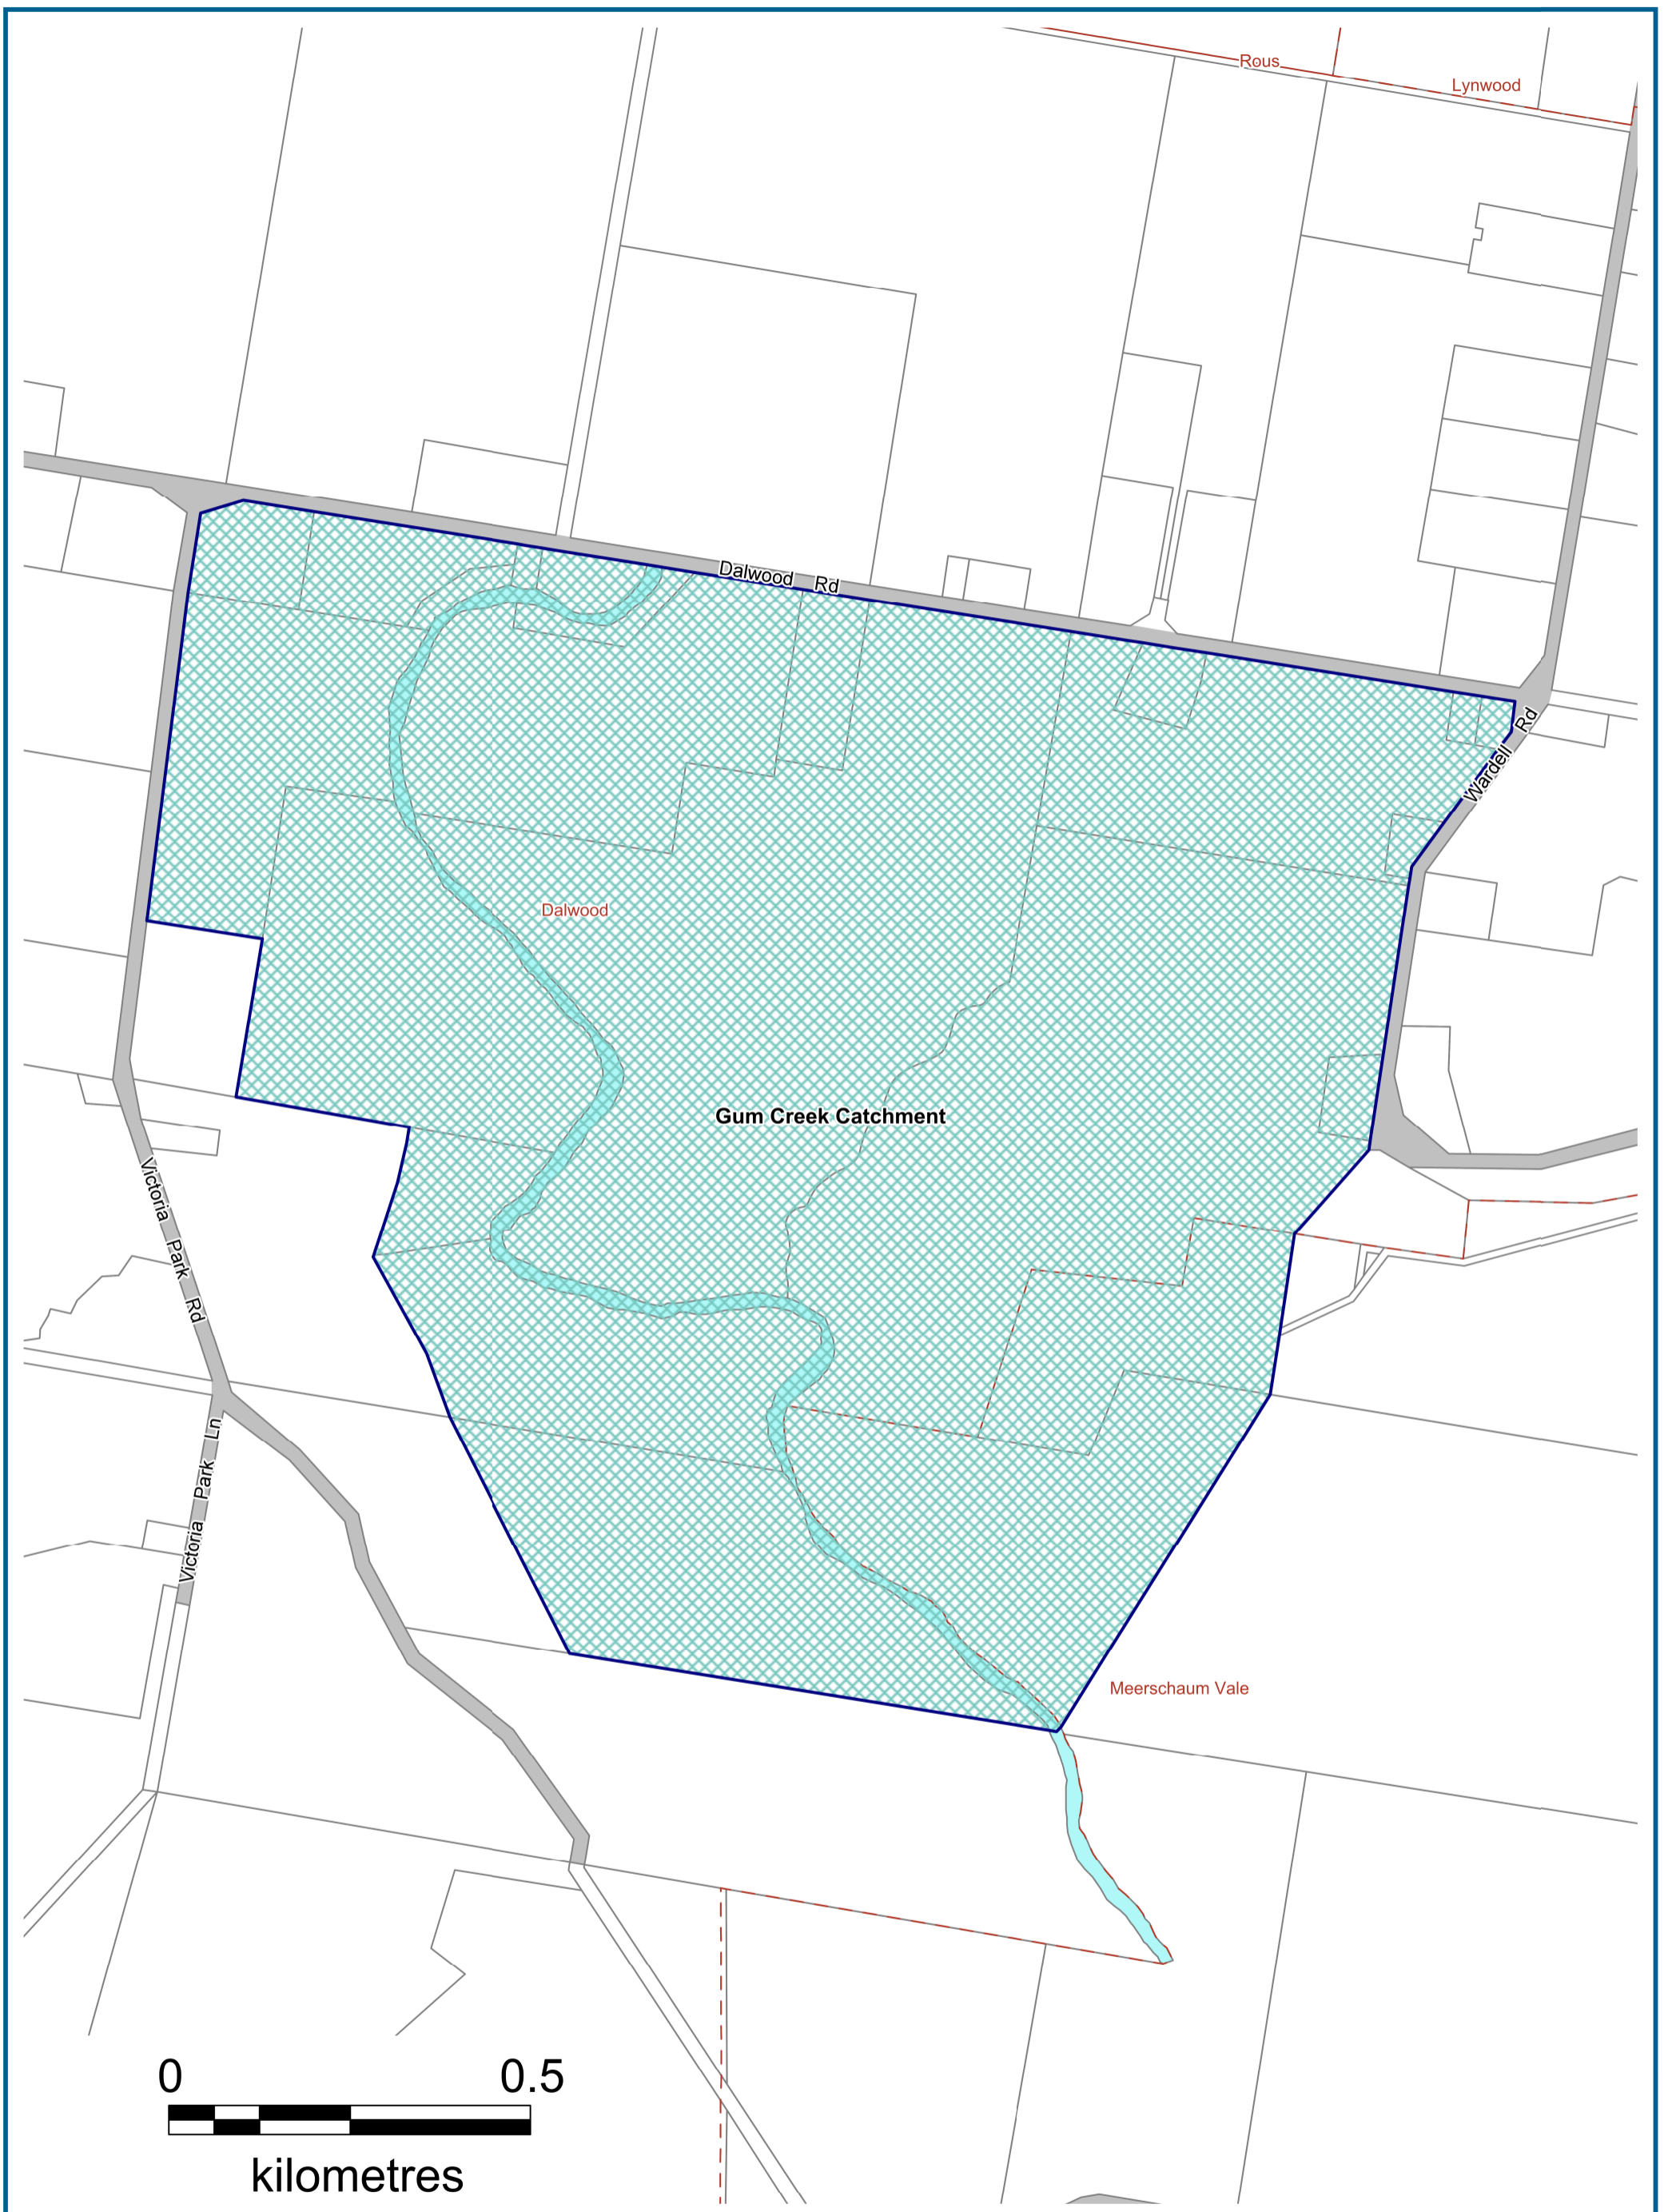 Rous
Lynwood
Dalwood Rd
Wardell Rd
Dalwood
Gum Creek Catchment
Victoria Park Rd
Victoria Park Ln
Meerschaum Vale
0 0.5
kilometres